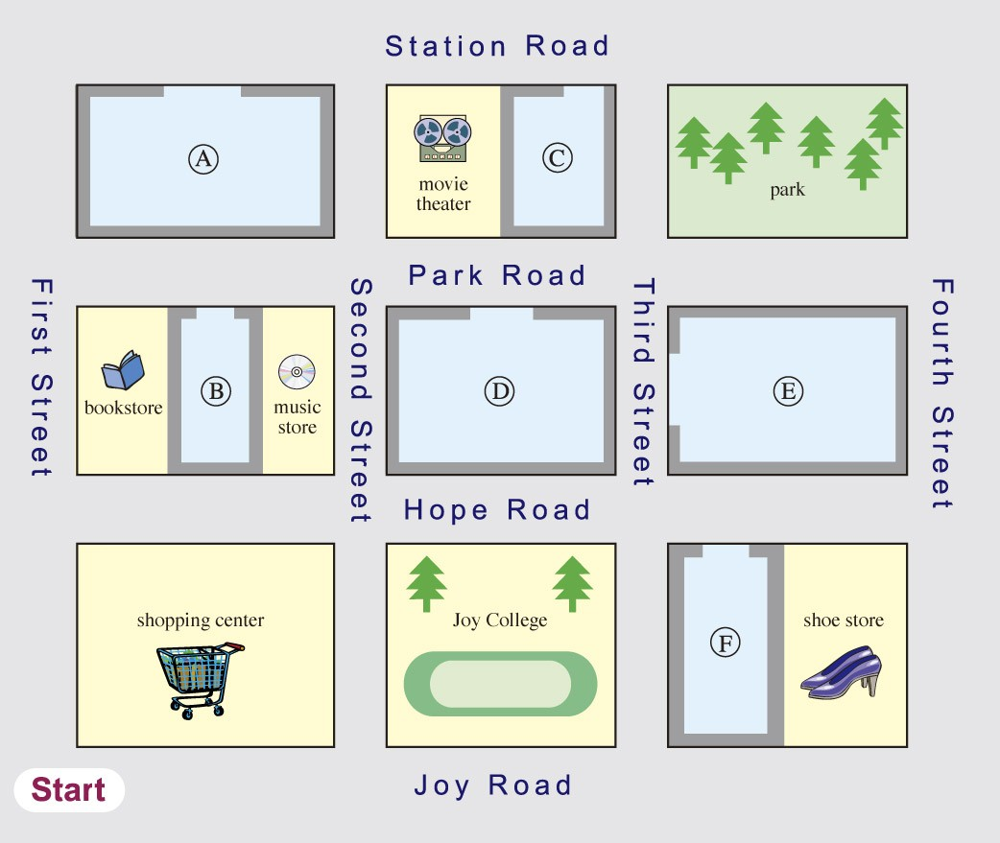 Station Road
A
movie
theater
C
park
Park Road
First Street
Second Street
Third Street
Fourth Street
bookstore
B
music
store
D
E
Hope Road
shopping center
Joy College
F
shoe store
Start
Joy Road